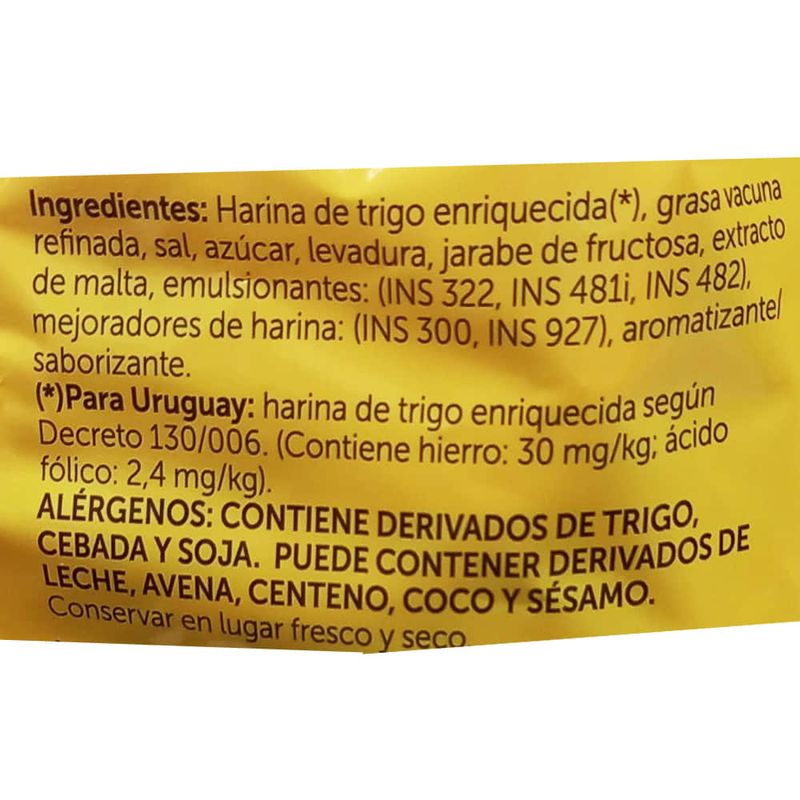 Ingredientes: Harina de trigo enriquecida(*), grasa vacuna
refinada, sal, azúcar, levadura, jarabe de fructosa, extracto
de malta, emulsionantes: (INS 322, INS 481i, INS 482),
mejoradores de harina: (INS 300, INS 927), aromatizante/
saborizante.
(*)Para Uruguay: harina de trigo enriquecida según
Decreto 130/006. (Contiene hierro: 30 mg/kg; ácido
fólico: 2,4 mg/kg).
ALÉRGENOS: CONTIENE DERIVADOS DE TRIGO,
CEBADA Y SOJA. PUEDE CONTENER DERIVADOS DE
LECHE, AVENA, CENTENO, COCO Y SÉSAMO.
Conservar en lugar fresco y seco